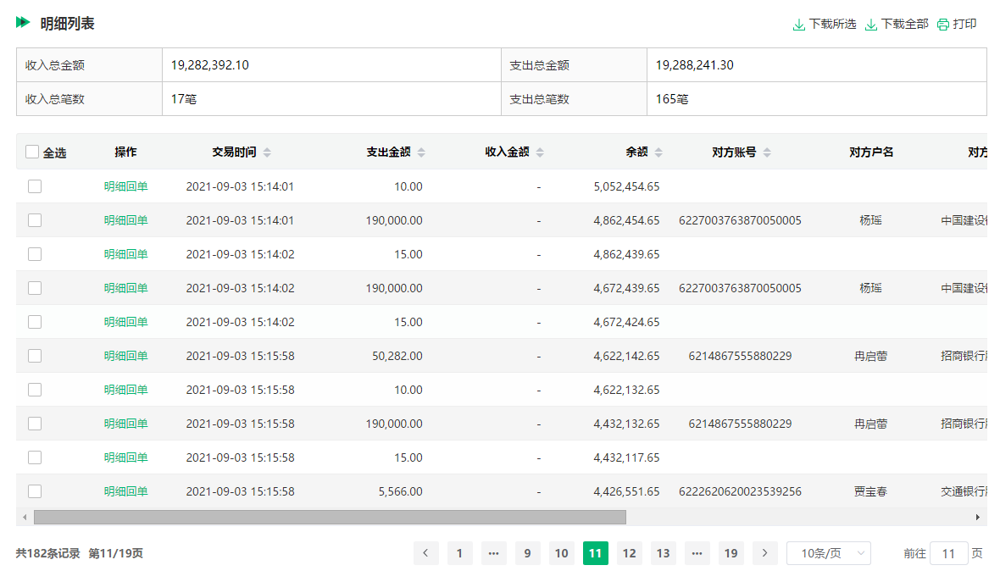 明细列表
下载所选 下载全部 打印
收入总金额 19,282,392.10 支出总金额 19,288,241.30
收入总笔数 17笔 支出总笔数 165笔
全选 操作 交易时间 支出金额 收入金额 余额 对方账号 对方户名 对方
明细回单 2021-09-03 15:14:01 10.00 - 5,052,454.65
明细回单 2021-09-03 15:14:01 190,000.00 - 4,862,454.65 6227003763870050005 杨瑶 中国建设银
明细回单 2021-09-03 15:14:02 15.00 - 4,862,439.65
明细回单 2021-09-03 15:14:02 190,000.00 - 4,672,439.65 6227003763870050005 杨瑶 中国建设银
明细回单 2021-09-03 15:14:02 15.00 - 4,672,424.65
明细回单 2021-09-03 15:15:58 50,282.00 - 4,622,142.65 6214867555880229 冉启蕾 招商银行
明细回单 2021-09-03 15:15:58 10.00 - 4,622,132.65
明细回单 2021-09-03 15:15:58 190,000.00 - 4,432,132.65 6214867555880229 冉启蕾 招商银行
明细回单 2021-09-03 15:15:58 15.00 - 4,432,117.65
明细回单 2021-09-03 15:15:58 5,566.00 - 4,426,551.65 6222620620023539256 贾宝春 交通银行
共182条记录 第11/19页 < 1 ··· 9 10 11 12 13 ··· 19 > 10条/页 前往 11 页